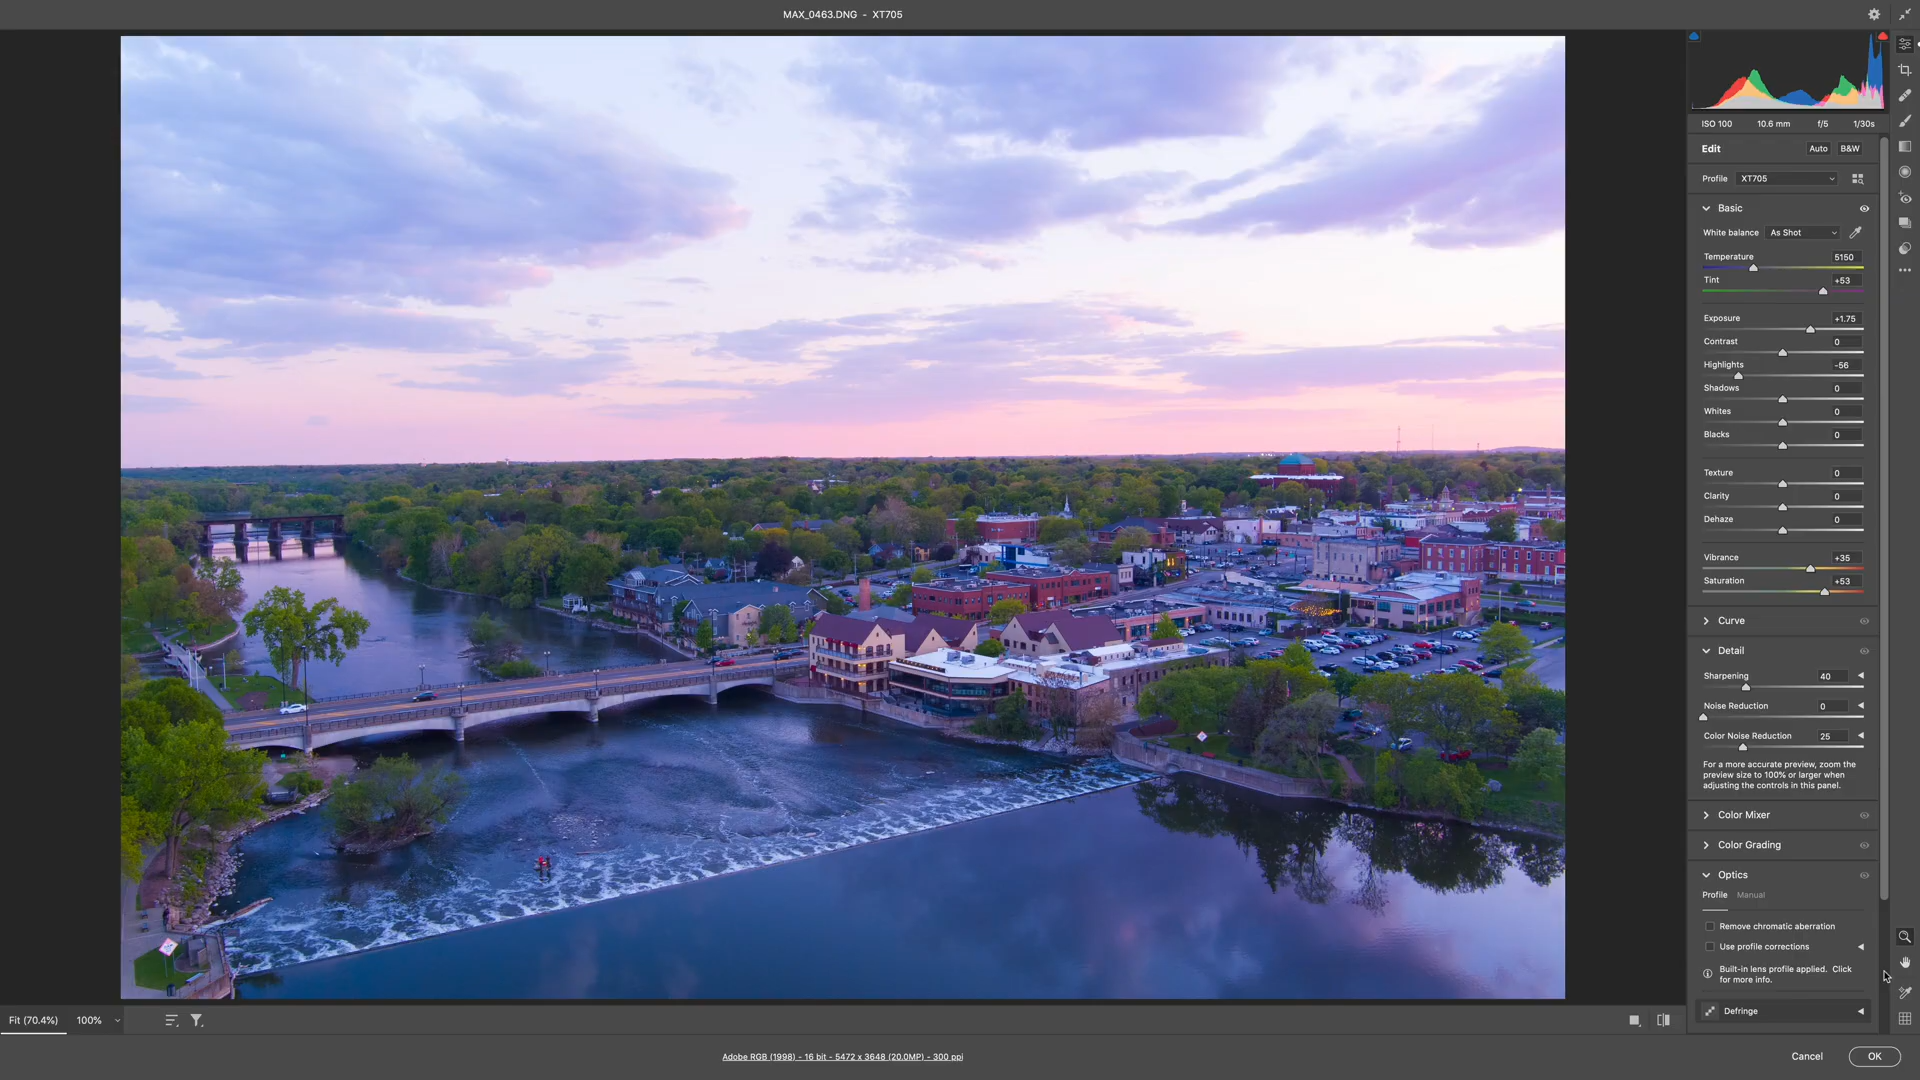 MAX_0463.DNG - XT705
ISO 100 10.6 mm f/5 1/30s
Edit Auto B&W
Profile XT705
Basic
White balance As Shot
Temperature 5150
Tint +53
Exposure +1.75
Contrast 0
Highlights -56
Shadows 0
Whites 0
Blacks 0
Texture 0
Clarity 0
Dehaze 0
Vibrance +35
Saturation +53
Curve
Detail
Sharpening 40
Noise Reduction 0
Color Noise Reduction 25
For a more accurate preview, zoom the
preview size to 100% or larger when
adjusting the controls in this panel.
Color Mixer
Color Grading
Optics
Profile Manual
Remove chromatic aberration
Use profile corrections
Built-in lens profile applied. Click
for more info.
Defringe
Fit (70.4%) 100%
Adobe RGB (1998) - 16 bit - 5472 x 3648 (20.0MP) - 300 ppi
Cancel OK